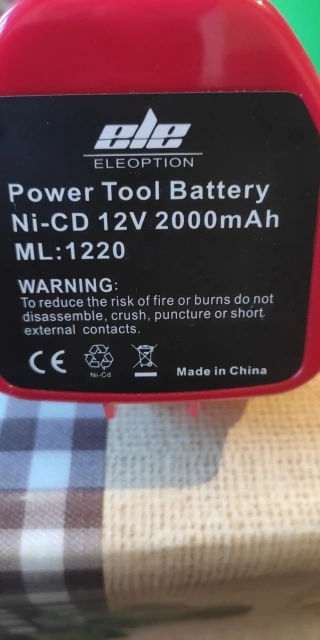 ele
ELEOPTION
Power Tool Battery
Ni-CD 12V 2000mAh
ML:1220
WARNING:
To reduce the risk of fire or burns do not
disassemble, crush, puncture or short
external contacts.
CE
Ni-Cd
Made in China